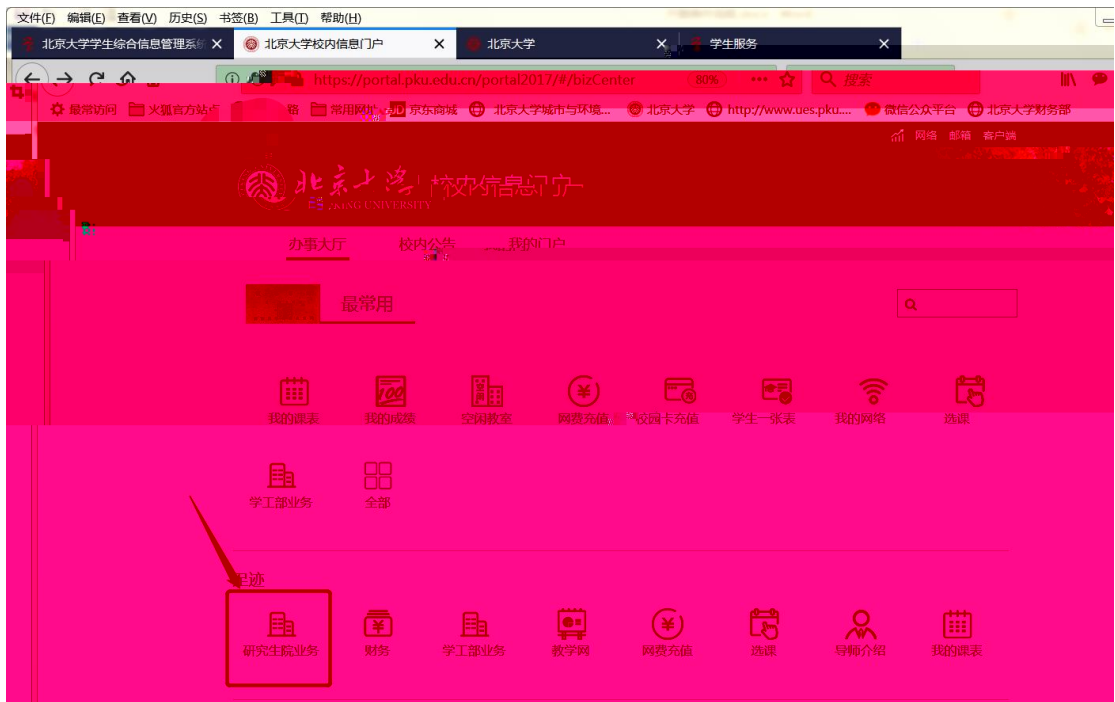 文件(F) 编辑(E) 查看(V) 历史(S) 书签(B) 工具(T) 帮助(H)
北京大学学生综合信息管理系统 北京大学校内信息门户 北京大学 学生服务
https://portal.pku.edu.cn/portal2017/#/bizCenter 80% 搜索
最常访问 火狐官方站点 常用网址 京东商城 北京大学城市与环境... 北京大学 http://www.ues.pku.... 微信公众平台 北京大学财务部
网络 邮箱 客户端
北京大学 校内信息门户
PEKING UNIVERSITY
办事大厅 校内公告 我的门户
最常用
我的课表 我的成绩 空闲教室 网费充值 校园卡充值 学生一张表 我的网络 选课
学工部业务 全部
足迹
研究生院业务 财务 学工部业务 教学网 网费充值 选课 导师介绍 我的课表